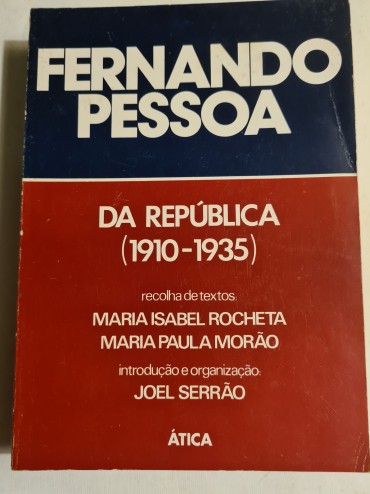 FERNANDO
PESSOA
DA REPÚBLICA
(1910-1935)
recolha de textos:
MARIA ISABEL ROCHETA
MARIA PAULA MORÃO
introdução e organização:
JOEL SERRÃO
ÁTICA